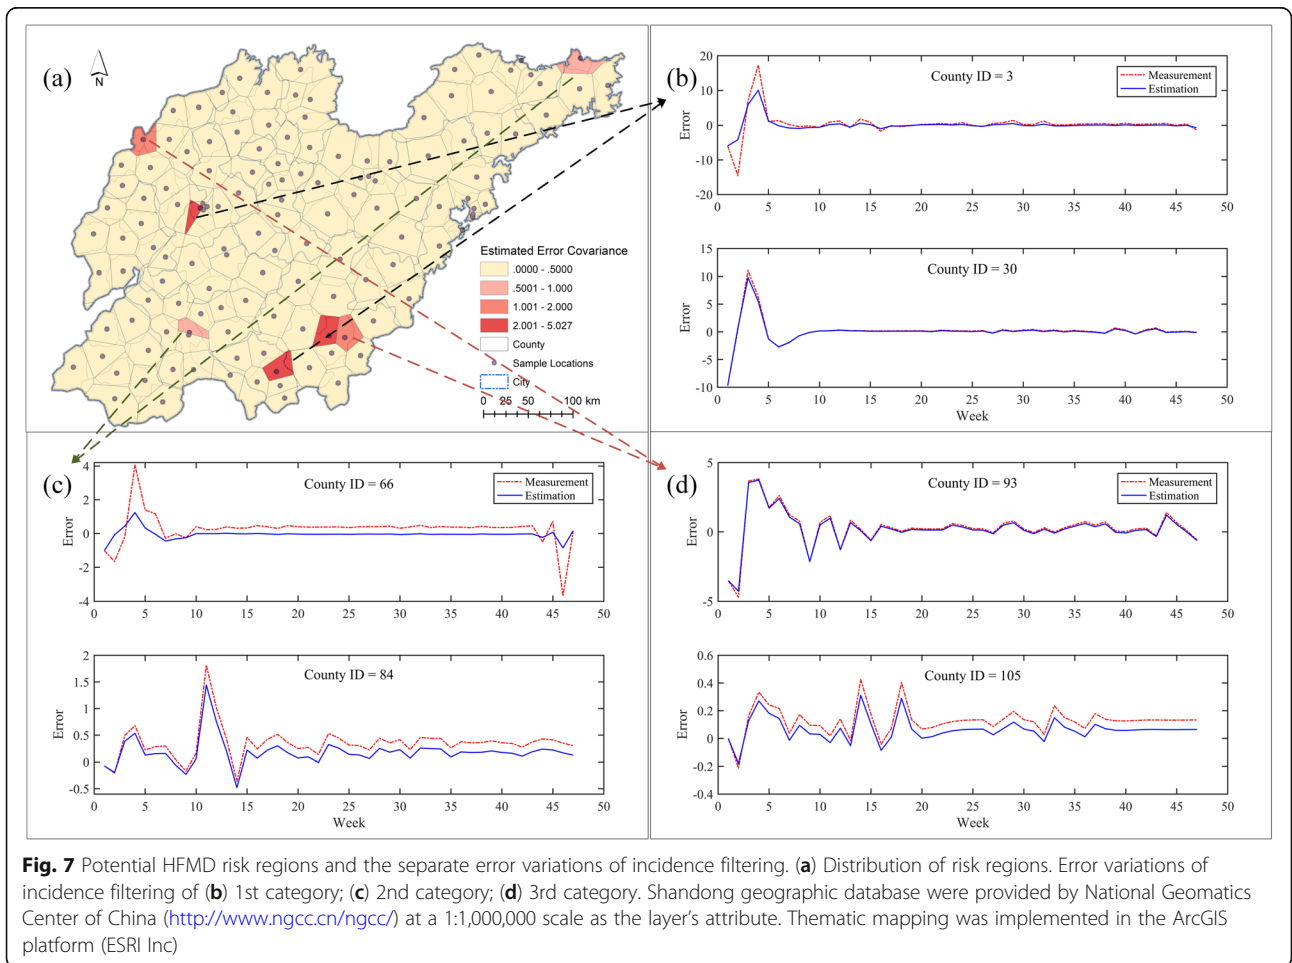 (a)
N
Estimated Error Covariance
.0000 - .5000
.5001 - 1.000
1.001 - 2.000
2.001 - 5.027
County
Sample Locations
City
0 25 50 100 km
(b)
County ID = 3
Measurement
Estimation
Error
20
10
0
-10
-20
0 5 10 15 20 25 30 35 40 45 50
County ID = 30
Error
15
10
5
0
-5
-10
0 5 10 15 20 25 30 35 40 45 50
Week
(c)
County ID = 66
Measurement
Estimation
Error
4
2
0
-2
-4
0 5 10 15 20 25 30 35 40 45 50
County ID = 84
Error
2
1.5
1
0.5
0
-0.5
0 5 10 15 20 25 30 35 40 45 50
Week
(d)
County ID = 93
Measurement
Estimation
Error
5
0
-5
0 5 10 15 20 25 30 35 40 45 50
County ID = 105
Error
0.6
0.4
0.2
0
-0.2
-0.4
0 5 10 15 20 25 30 35 40 45 50
Week
Fig. 7 Potential HFMD risk regions and the separate error variations of incidence filtering. (a) Distribution of risk regions. Error variations of
incidence filtering of (b) 1st category; (c) 2nd category; (d) 3rd category. Shandong geographic database were provided by National Geomatics
Center of China (http://www.ngcc.cn/ngcc/) at a 1:1,000,000 scale as the layer's attribute. Thematic mapping was implemented in the ArcGIS
platform (ESRI Inc)